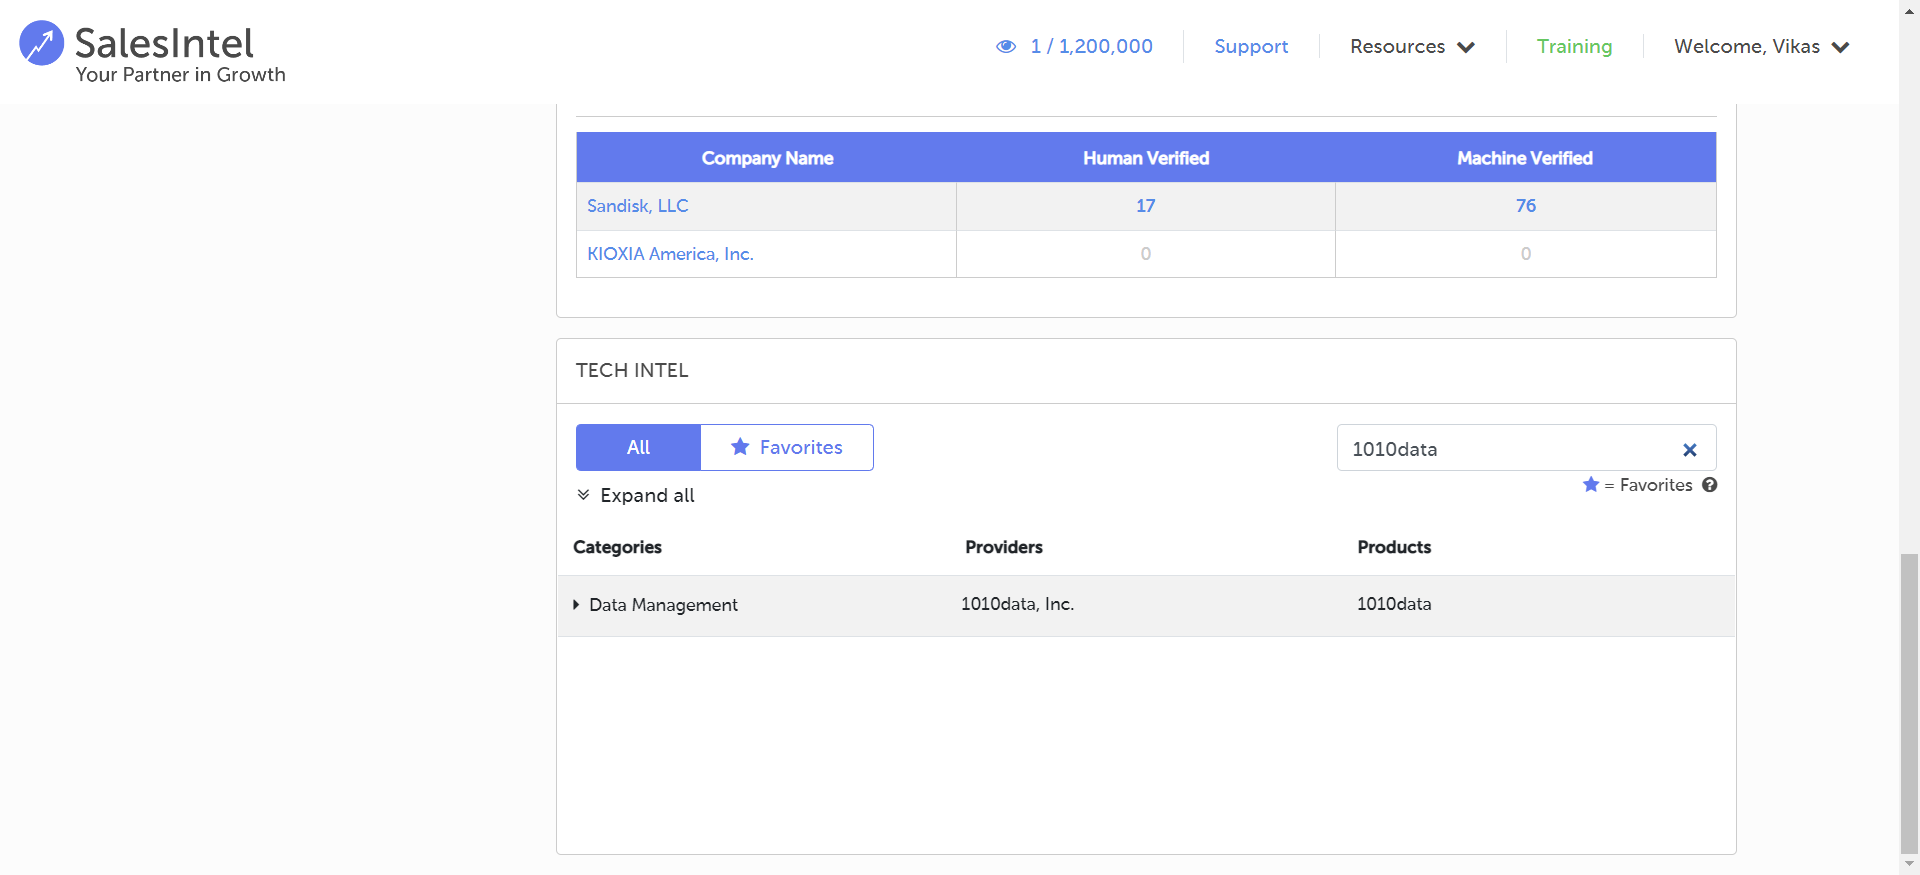 SalesIntel
Your Partner in Growth
1 / 1,200,000
Support
Resources
Training
Welcome, Vikas
Company Name Human Verified Machine Verified
Sandisk, LLC 17 76
KIOXIA America, Inc. 0 0
TECH INTEL
All
Favorites
1010data
= Favorites
Expand all
Categories Providers Products
Data Management 1010data, Inc. 1010data